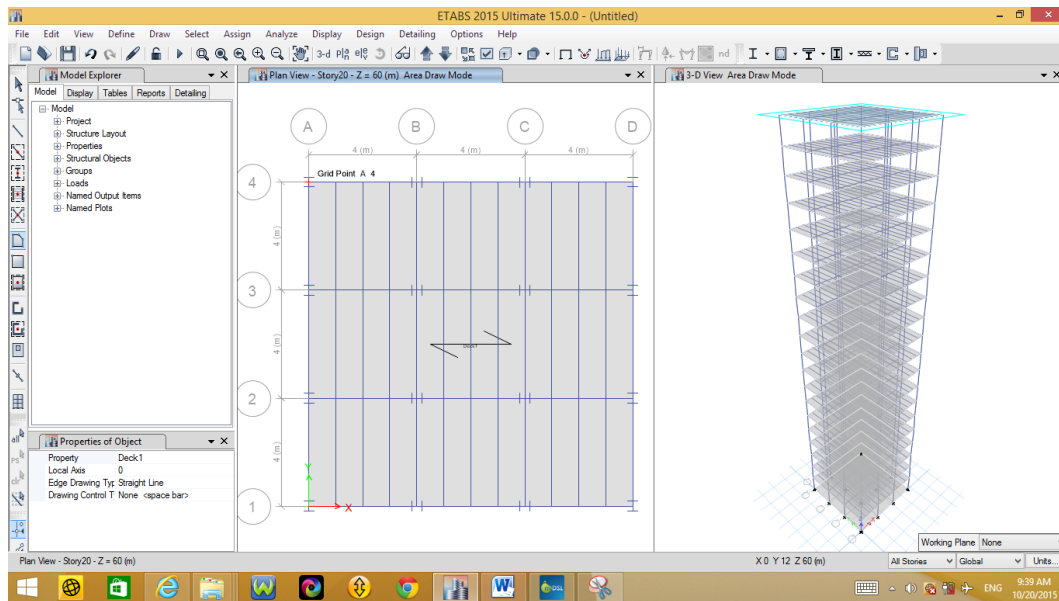 ETABS 2015 Ultimate 15.0.0 - (Untitled)
File Edit View Define Draw Select Assign Analyze Display Design Detailing Options Help
3-d
nd
Model Explorer
Plan View - Story20 - Z = 60 (m) Area Draw Mode
3-D View Area Draw Mode
Model Display Tables Reports Detailing
Model
Project
Structure Layout
Properties
Structural Objects
Groups
Loads
Named Output Items
Named Plots
A B C D
4 (m) 4 (m) 4 (m)
Grid Point A 4
4
4 (m)
3
4 (m)
Deck1
2
4 (m)
Y
1
X
all
PS
clr
Properties of Object
Property Deck1
Local Axis 0
Edge Drawing Typ Straight Line
Drawing Control T None <space bar>
Working Plane None
Plan View - Story20 - Z = 60 (m)
X 0 Y 12 Z 60 (m)
All Stories Global Units...
W
DSL
ENG
9:39 AM
10/20/2015